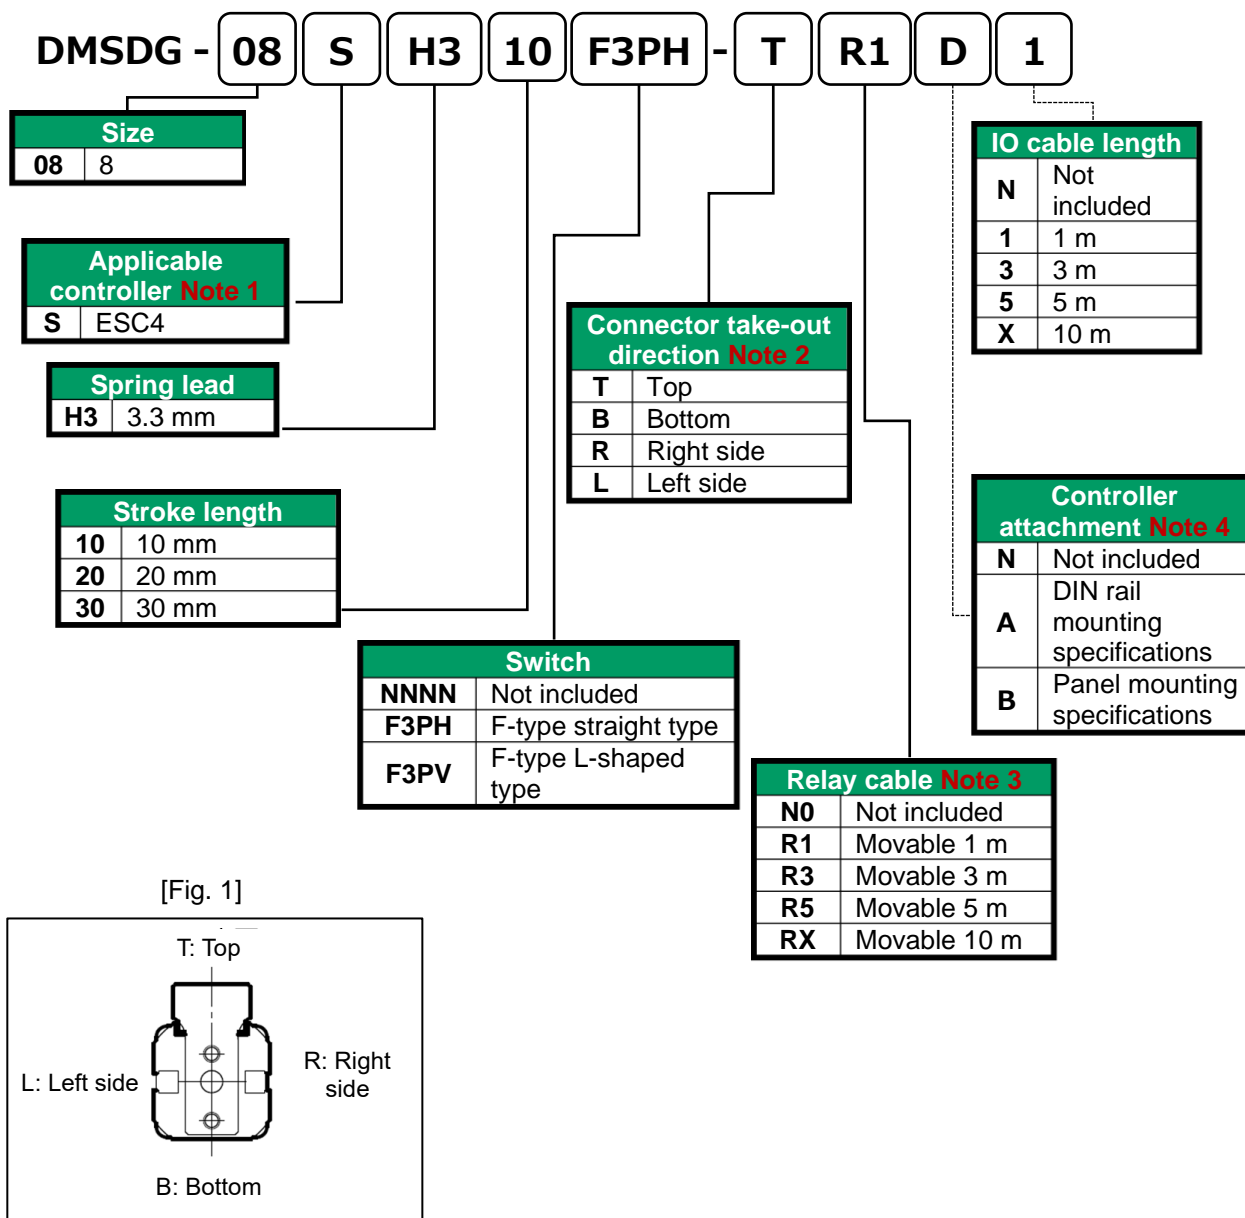 DMSDG - 08 S H3 10 F3PH - T R1 D 1
Size
08 8
Applicable
controller Note 1
S ESC4
Spring lead
H3 3.3 mm
Stroke length
10 10 mm
20 20 mm
30 30 mm
Switch
NNNN Not included
F3PH F-type straight type
F3PV F-type L-shaped
type
Connector take-out
direction Note 2
T Top
B Bottom
R Right side
L Left side
Relay cable Note 3
N0 Not included
R1 Movable 1 m
R3 Movable 3 m
R5 Movable 5 m
RX Movable 10 m
IO cable length
N Not
included
1 1 m
3 3 m
5 5 m
X 10 m
Controller
attachment Note 4
N Not included
A DIN rail
mounting
specifications
B Panel mounting
specifications
[Fig. 1]
T: Top
L: Left side
R: Right
side
B: Bottom